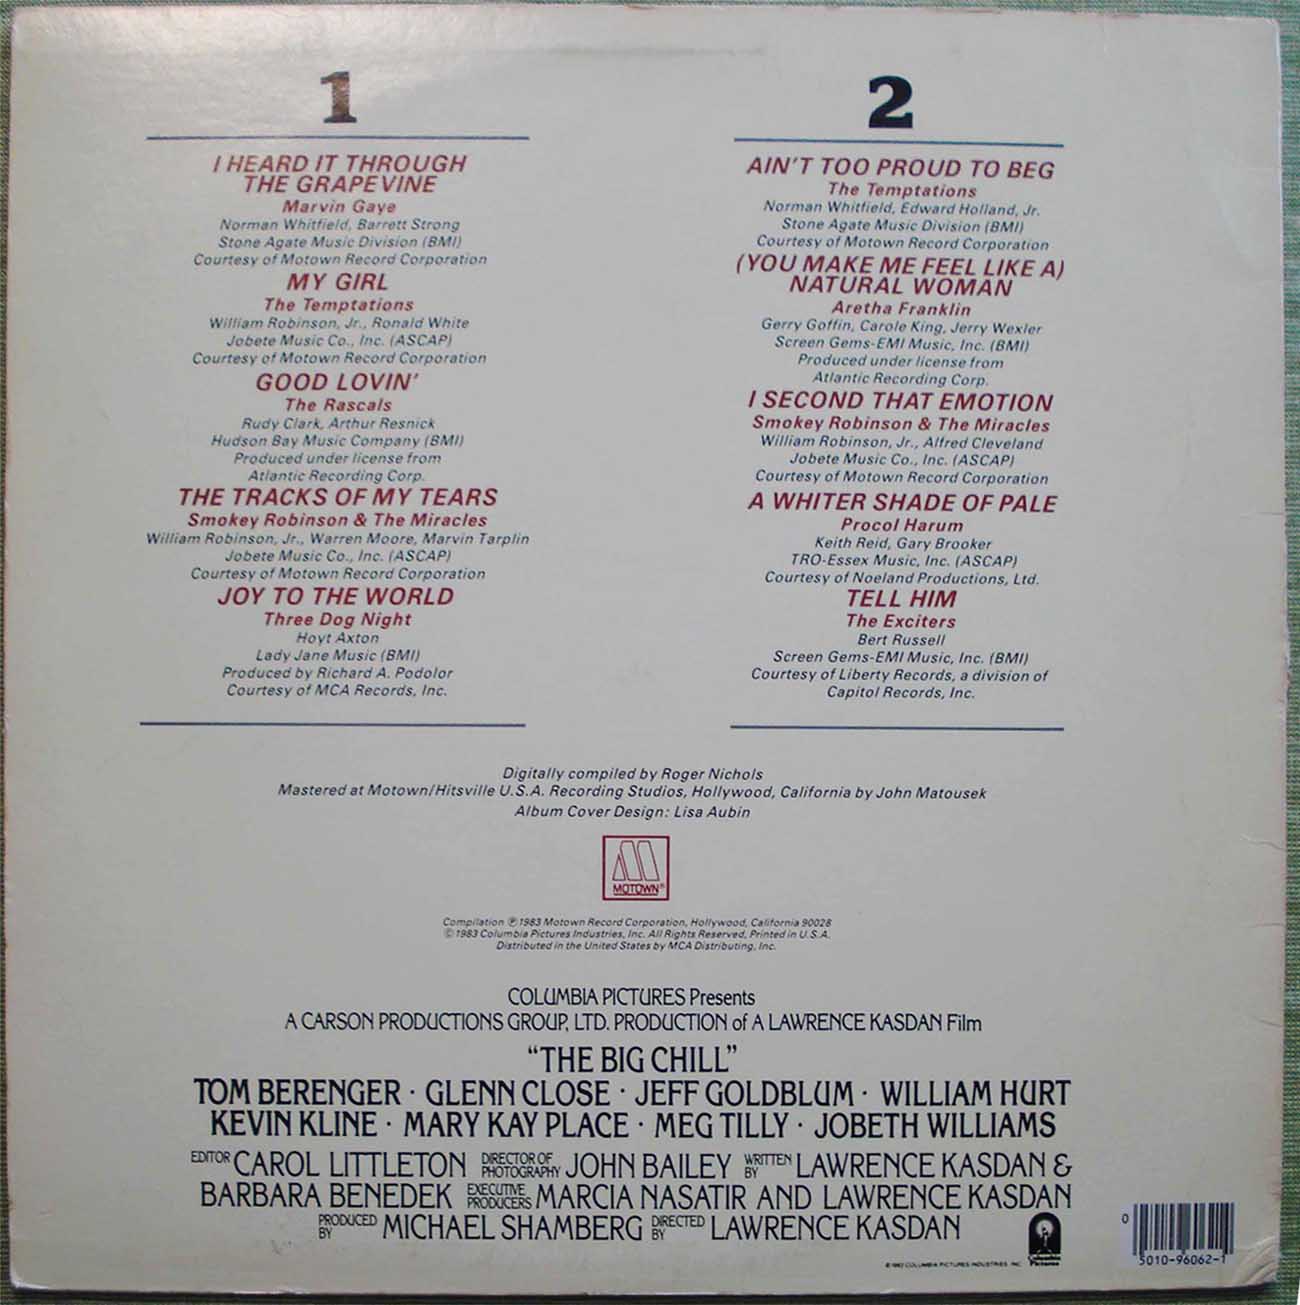 1
I HEARD IT THROUGH
THE GRAPEVINE
Marvin Gaye
Norman Whitfield, Barrett Strong
Stone Agate Music Division (BMI)
Courtesy of Motown Record Corporation
MY GIRL
The Temptations
William Robinson, Jr., Ronald White
Jobete Music Co., Inc. (ASCAP)
Courtesy of Motown Record Corporation
GOOD LOVIN'
The Rascals
Rudy Clark, Arthur Resnick
Hudson Bay Music Company (BMI)
Produced under license from
Atlantic Recording Corp.
THE TRACKS OF MY TEARS
Smokey Robinson & The Miracles
William Robinson, Jr., Warren Moore, Marvin Tarplin
Jobete Music Co., Inc. (ASCAP)
Courtesy of Motown Record Corporation
JOY TO THE WORLD
Three Dog Night
Hoyt Axton
Lady Jane Music (BMI)
Produced by Richard A. Podolor
Courtesy of MCA Records, Inc.
2
AIN'T TOO PROUD TO BEG
The Temptations
Norman Whitfield, Edward Holland, Jr.
Stone Agate Music Division (BMI)
Courtesy of Motown Record Corporation
(YOU MAKE ME FEEL LIKE A)
NATURAL WOMAN
Aretha Franklin
Gerry Goffin, Carole King, Jerry Wexler
Screen Gems-EMI Music, Inc. (BMI)
Produced under license from
Atlantic Recording Corp.
I SECOND THAT EMOTION
Smokey Robinson & The Miracles
William Robinson, Jr., Alfred Cleveland
Jobete Music Co., Inc. (ASCAP)
Courtesy of Motown Record Corporation
A WHITER SHADE OF PALE
Procol Harum
Keith Reid, Gary Brooker
TRO-Essex Music, Inc. (ASCAP)
Courtesy of Noeland Productions, Ltd.
TELL HIM
The Exciters
Bert Russell
Screen Gems-EMI Music, Inc. (BMI)
Courtesy of Liberty Records, a division of
Capitol Records, Inc.
Digitally compiled by Roger Nichols
Mastered at Motown/Hitsville U.S.A. Recording Studios, Hollywood, California by John Matousek
Album Cover Design: Lisa Aubin
MOTOWN®
Compilation ℗ 1983 Motown Record Corporation, Hollywood, California 90028
© 1983 Columbia Pictures Industries, Inc. All Rights Reserved, Printed in U.S.A.
Distributed in the United States by MCA Distributing, Inc.
COLUMBIA PICTURES Presents
A CARSON PRODUCTIONS GROUP, LTD. PRODUCTION of A LAWRENCE KASDAN Film
"THE BIG CHILL"
TOM BERENGER · GLENN CLOSE · JEFF GOLDBLUM · WILLIAM HURT
KEVIN KLINE · MARY KAY PLACE · MEG TILLY · JOBETH WILLIAMS
EDITOR CAROL LITTLETON DIRECTOR OF PHOTOGRAPHY JOHN BAILEY WRITTEN BY LAWRENCE KASDAN &
BARBARA BENEDEK EXECUTIVE PRODUCERS MARCIA NASATIR AND LAWRENCE KASDAN
PRODUCED BY MICHAEL SHAMBERG DIRECTED BY LAWRENCE KASDAN
Columbia
Pictures
© 1983 COLUMBIA PICTURES INDUSTRIES, INC.
0
5010-96062-1